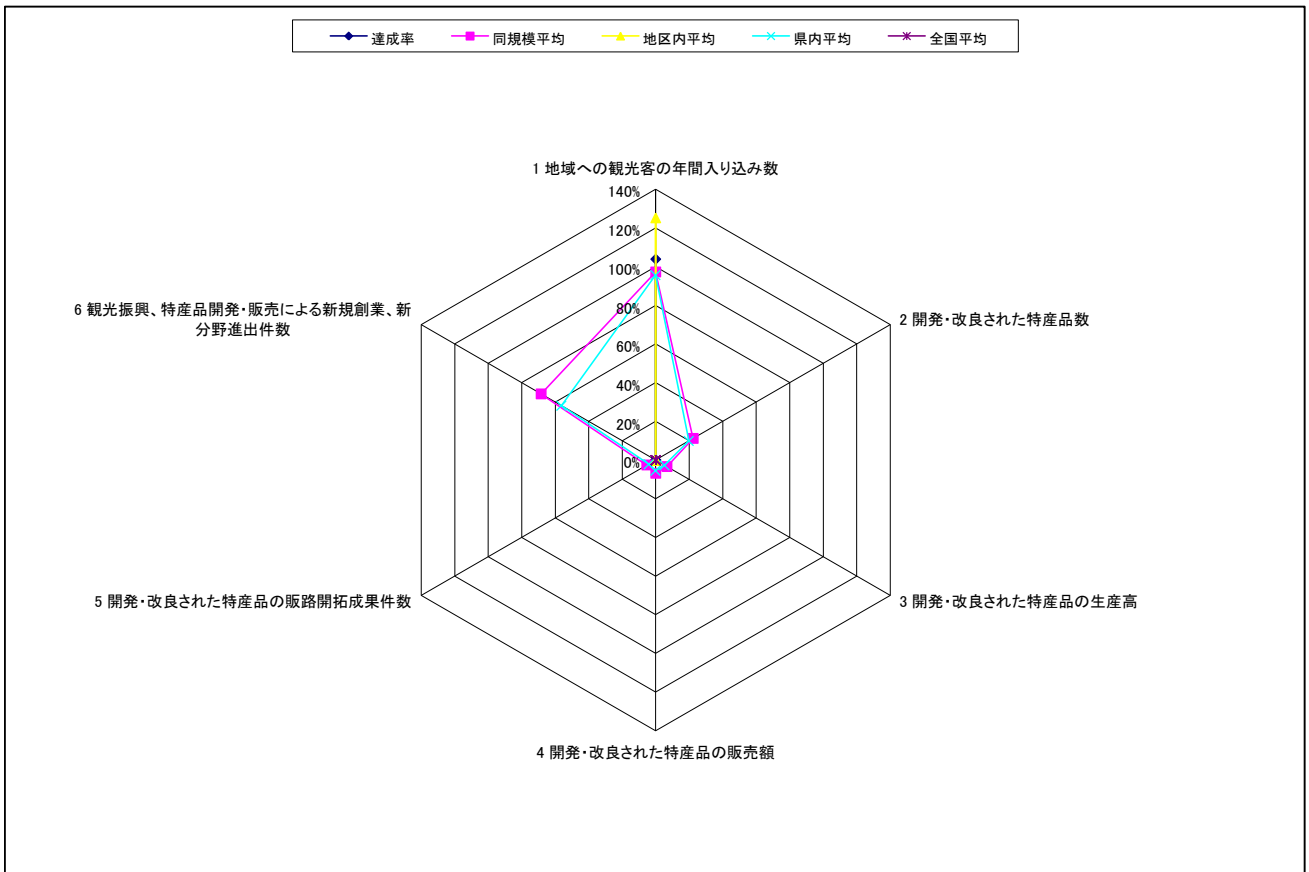 達成率 同規模平均 地区内平均 県内平均 全国平均
1 地域への観光客の年間入り込み数
140%
120%
100%
80%
60%
40%
20%
0%
2 開発・改良された特産品数
3 開発・改良された特産品の生産高
4 開発・改良された特産品の販売額
5 開発・改良された特産品の販路開拓成果件数
6 観光振興、特産品開発・販売による新規創業、新
分野進出件数